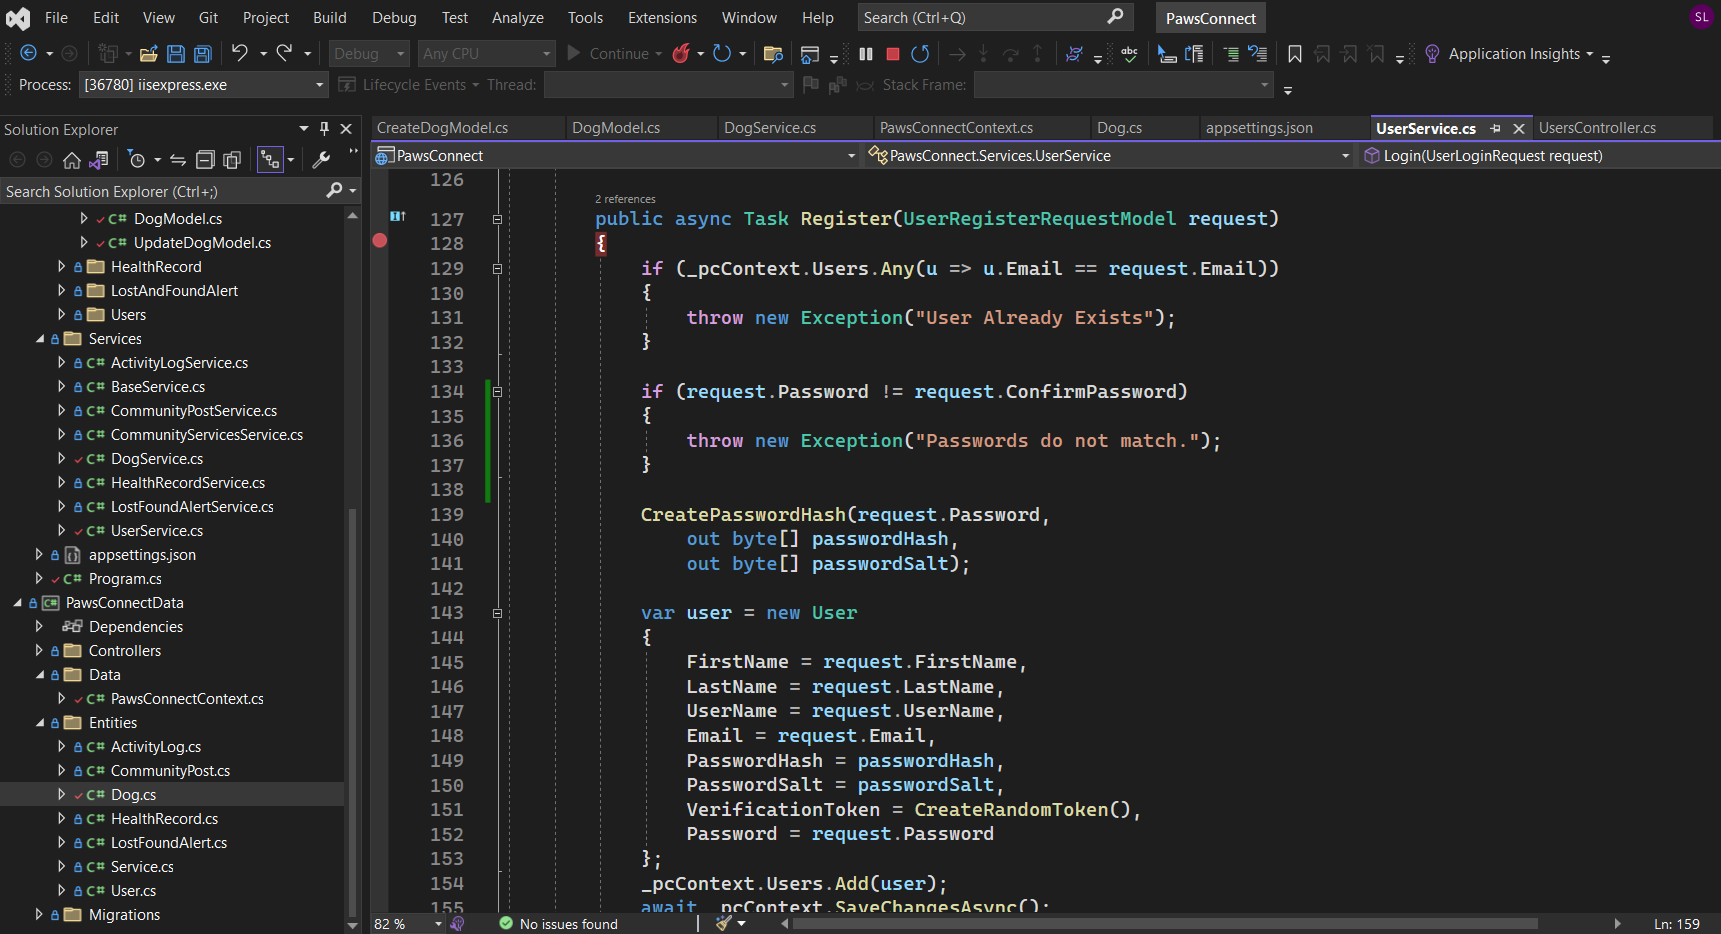 File Edit View Git Project Build Debug Test Analyze Tools Extensions Window Help Search (Ctrl+Q) PawsConnect SL
Debug Any CPU Continue abc Application Insights
Process: [36780] iisexpress.exe Lifecycle Events Thread: Stack Frame:
Solution Explorer
Search Solution Explorer (Ctrl+;)
C# DogModel.cs
C# UpdateDogModel.cs
HealthRecord
LostAndFoundAlert
Users
Services
C# ActivityLogService.cs
C# BaseService.cs
C# CommunityPostService.cs
C# CommunityServicesService.cs
C# DogService.cs
C# HealthRecordService.cs
C# LostFoundAlertService.cs
C# UserService.cs
appsettings.json
C# Program.cs
C# PawsConnectData
Dependencies
Controllers
Data
C# PawsConnectContext.cs
Entities
C# ActivityLog.cs
C# CommunityPost.cs
C# Dog.cs
C# HealthRecord.cs
C# LostFoundAlert.cs
C# Service.cs
C# User.cs
Migrations
CreateDogModel.cs DogModel.cs DogService.cs PawsConnectContext.cs Dog.cs appsettings.json UserService.cs UsersController.cs
PawsConnect PawsConnect.Services.UserService Login(UserLoginRequest request)
126
2 references
127 public async Task Register(UserRegisterRequestModel request)
128 {
129 if (_pcContext.Users.Any(u => u.Email == request.Email))
130 {
131 throw new Exception("User Already Exists");
132 }
133
134 if (request.Password != request.ConfirmPassword)
135 {
136 throw new Exception("Passwords do not match.");
137 }
138
139 CreatePasswordHash(request.Password,
140 out byte[] passwordHash,
141 out byte[] passwordSalt);
142
143 var user = new User
144 {
145 FirstName = request.FirstName,
146 LastName = request.LastName,
147 UserName = request.UserName,
148 Email = request.Email,
149 PasswordHash = passwordHash,
150 PasswordSalt = passwordSalt,
151 VerificationToken = CreateRandomToken(),
152 Password = request.Password
153 };
154 _pcContext.Users.Add(user);
155 await _pcContext.SaveChangesAsync();
82 % No issues found Ln: 159